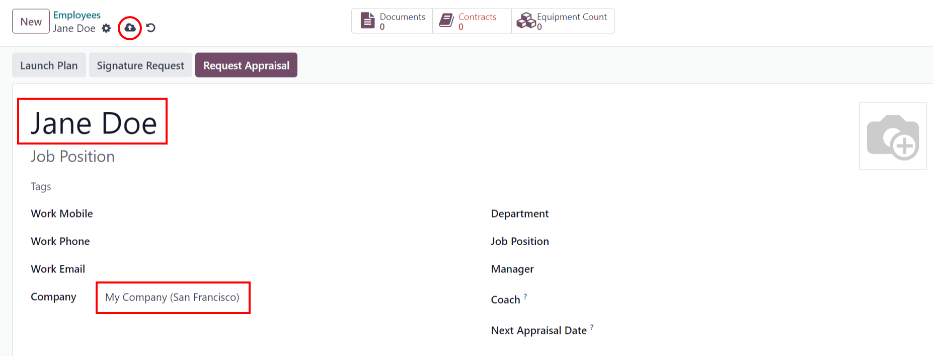 New
Employees
Jane Doe
Documents
0
Contracts
0
Equipment Count
0
Launch Plan
Signature Request
Request Appraisal
Jane Doe
Job Position
Tags
Work Mobile
Department
Work Phone
Job Position
Work Email
Manager
Company My Company (San Francisco)
Coach ?
Next Appraisal Date ?